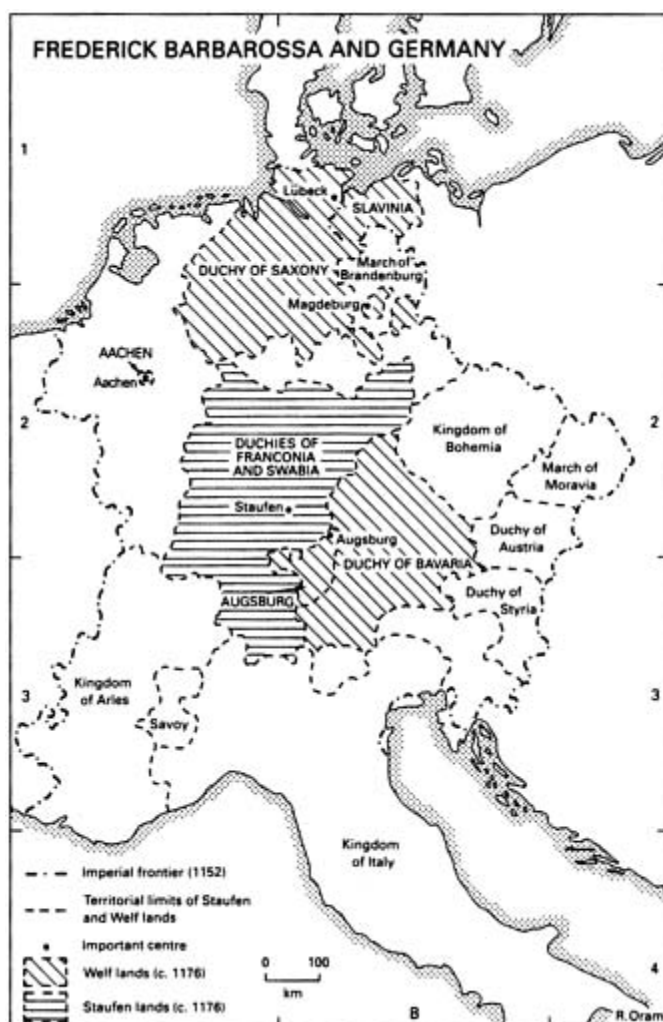 FREDERICK BARBAROSSA AND GERMANY
1
Lübeck
SLAVINIA
DUCHY OF SAXONY
March of
Brandenburg
Magdeburg
AACHEN
Aachen
2
2
Kingdom of
Bohemia
DUCHIES OF
FRANCONIA
AND SWABIA
March of
Moravia
Staufen
Duchy of
Austria
Augsburg
DUCHY OF BAVARIA
Duchy of
Styria
AUGSBURG
Kingdom
of Arles
3
3
Savoy
Kingdom
of Italy
Imperial frontier (1152)
Territorial limits of Staufen
and Welf lands
Important centre
Welf lands (c. 1176)
0 100
km
4
Staufen lands (c. 1176)
B
R.Oram